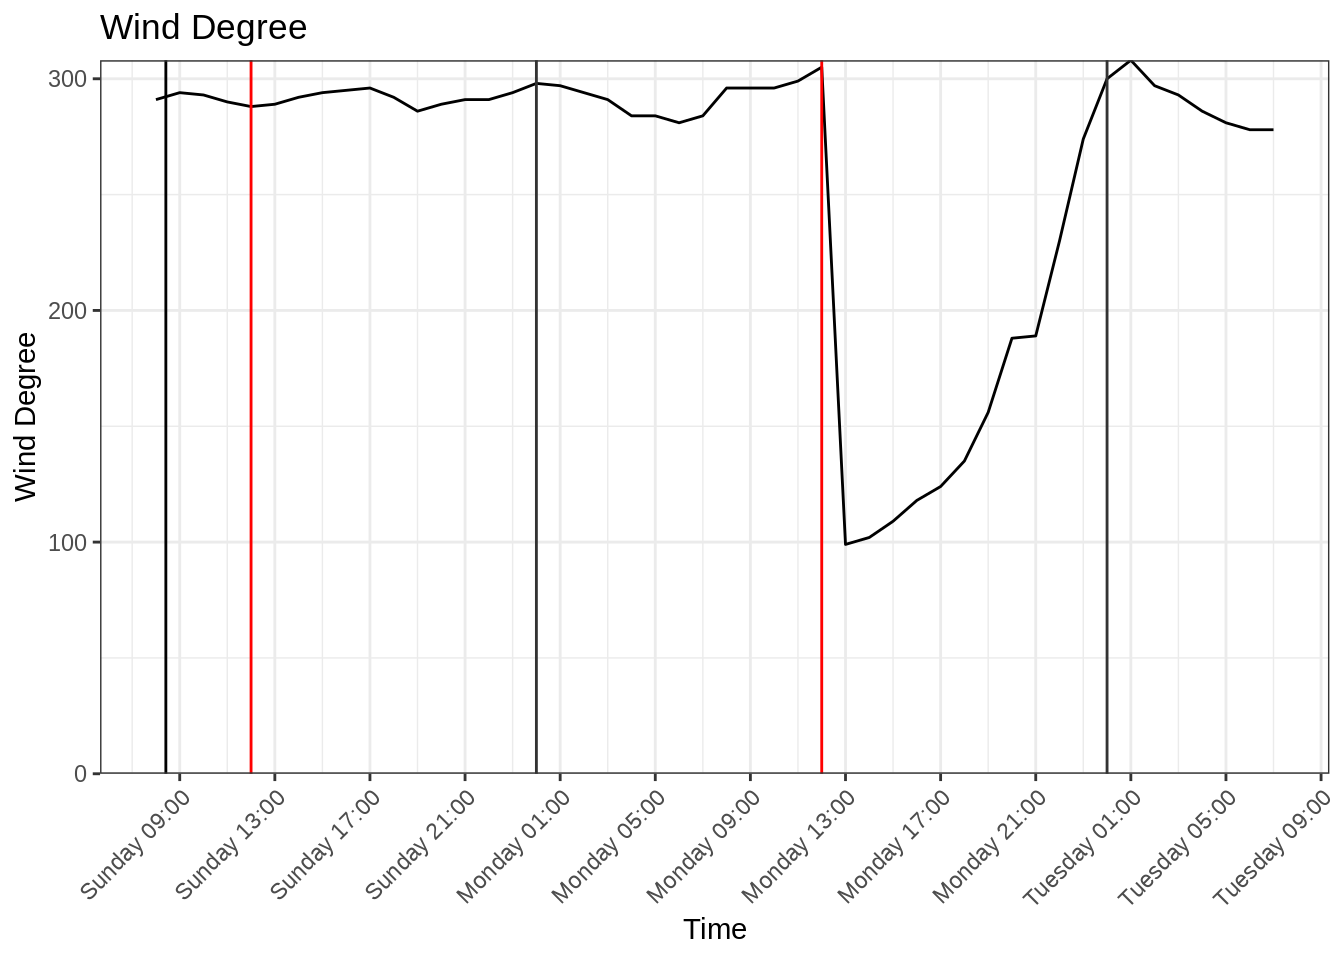 Wind Degree
Wind Degree
300
200
100
0
Sunday 09:00
Sunday 13:00
Sunday 17:00
Sunday 21:00
Monday 01:00
Monday 05:00
Monday 09:00
Monday 13:00
Monday 17:00
Monday 21:00
Tuesday 01:00
Tuesday 05:00
Tuesday 09:00
Time